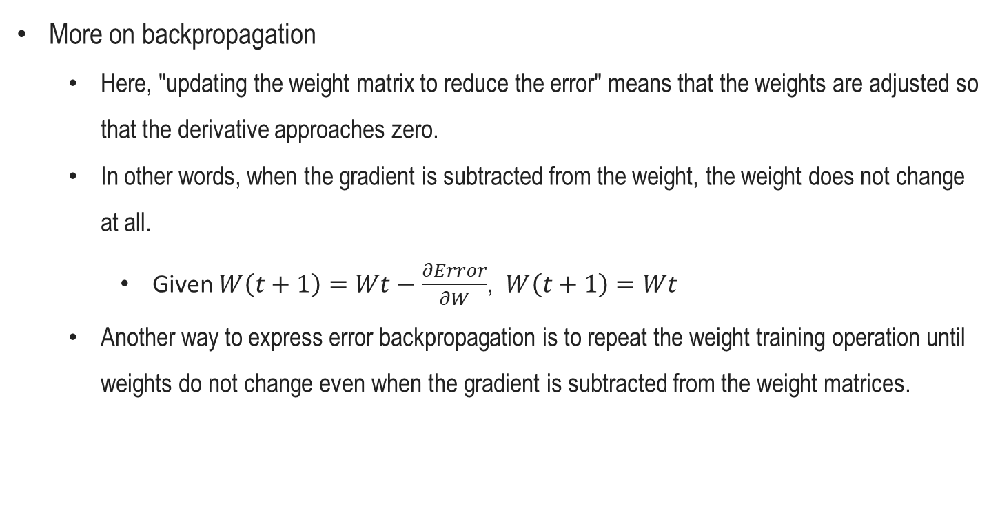 • More on backpropagation
• Here, "updating the weight matrix to reduce the error" means that the weights are adjusted so
that the derivative approaches zero.
• In other words, when the gradient is subtracted from the weight, the weight does not change
at all.
• Given W(t + 1) = Wt − ∂Error/∂W, W(t + 1) = Wt
• Another way to express error backpropagation is to repeat the weight training operation until
weights do not change even when the gradient is subtracted from the weight matrices.